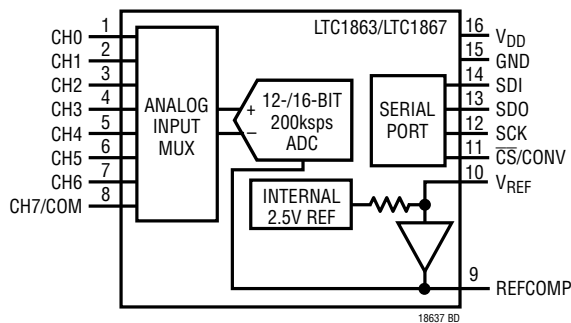 LTC1863/LTC1867
1 CH0
2 CH1
3 CH2
4 CH3
5 CH4
6 CH5
7 CH6
8 CH7/COM
ANALOG
INPUT
MUX
+
–
12-/16-BIT
200ksps
ADC
SERIAL
PORT
INTERNAL
2.5V REF
16 VDD
15 GND
14 SDI
13 SDO
12 SCK
11 C̅S̅/CONV
10 VREF
9 REFCOMP
18637 BD